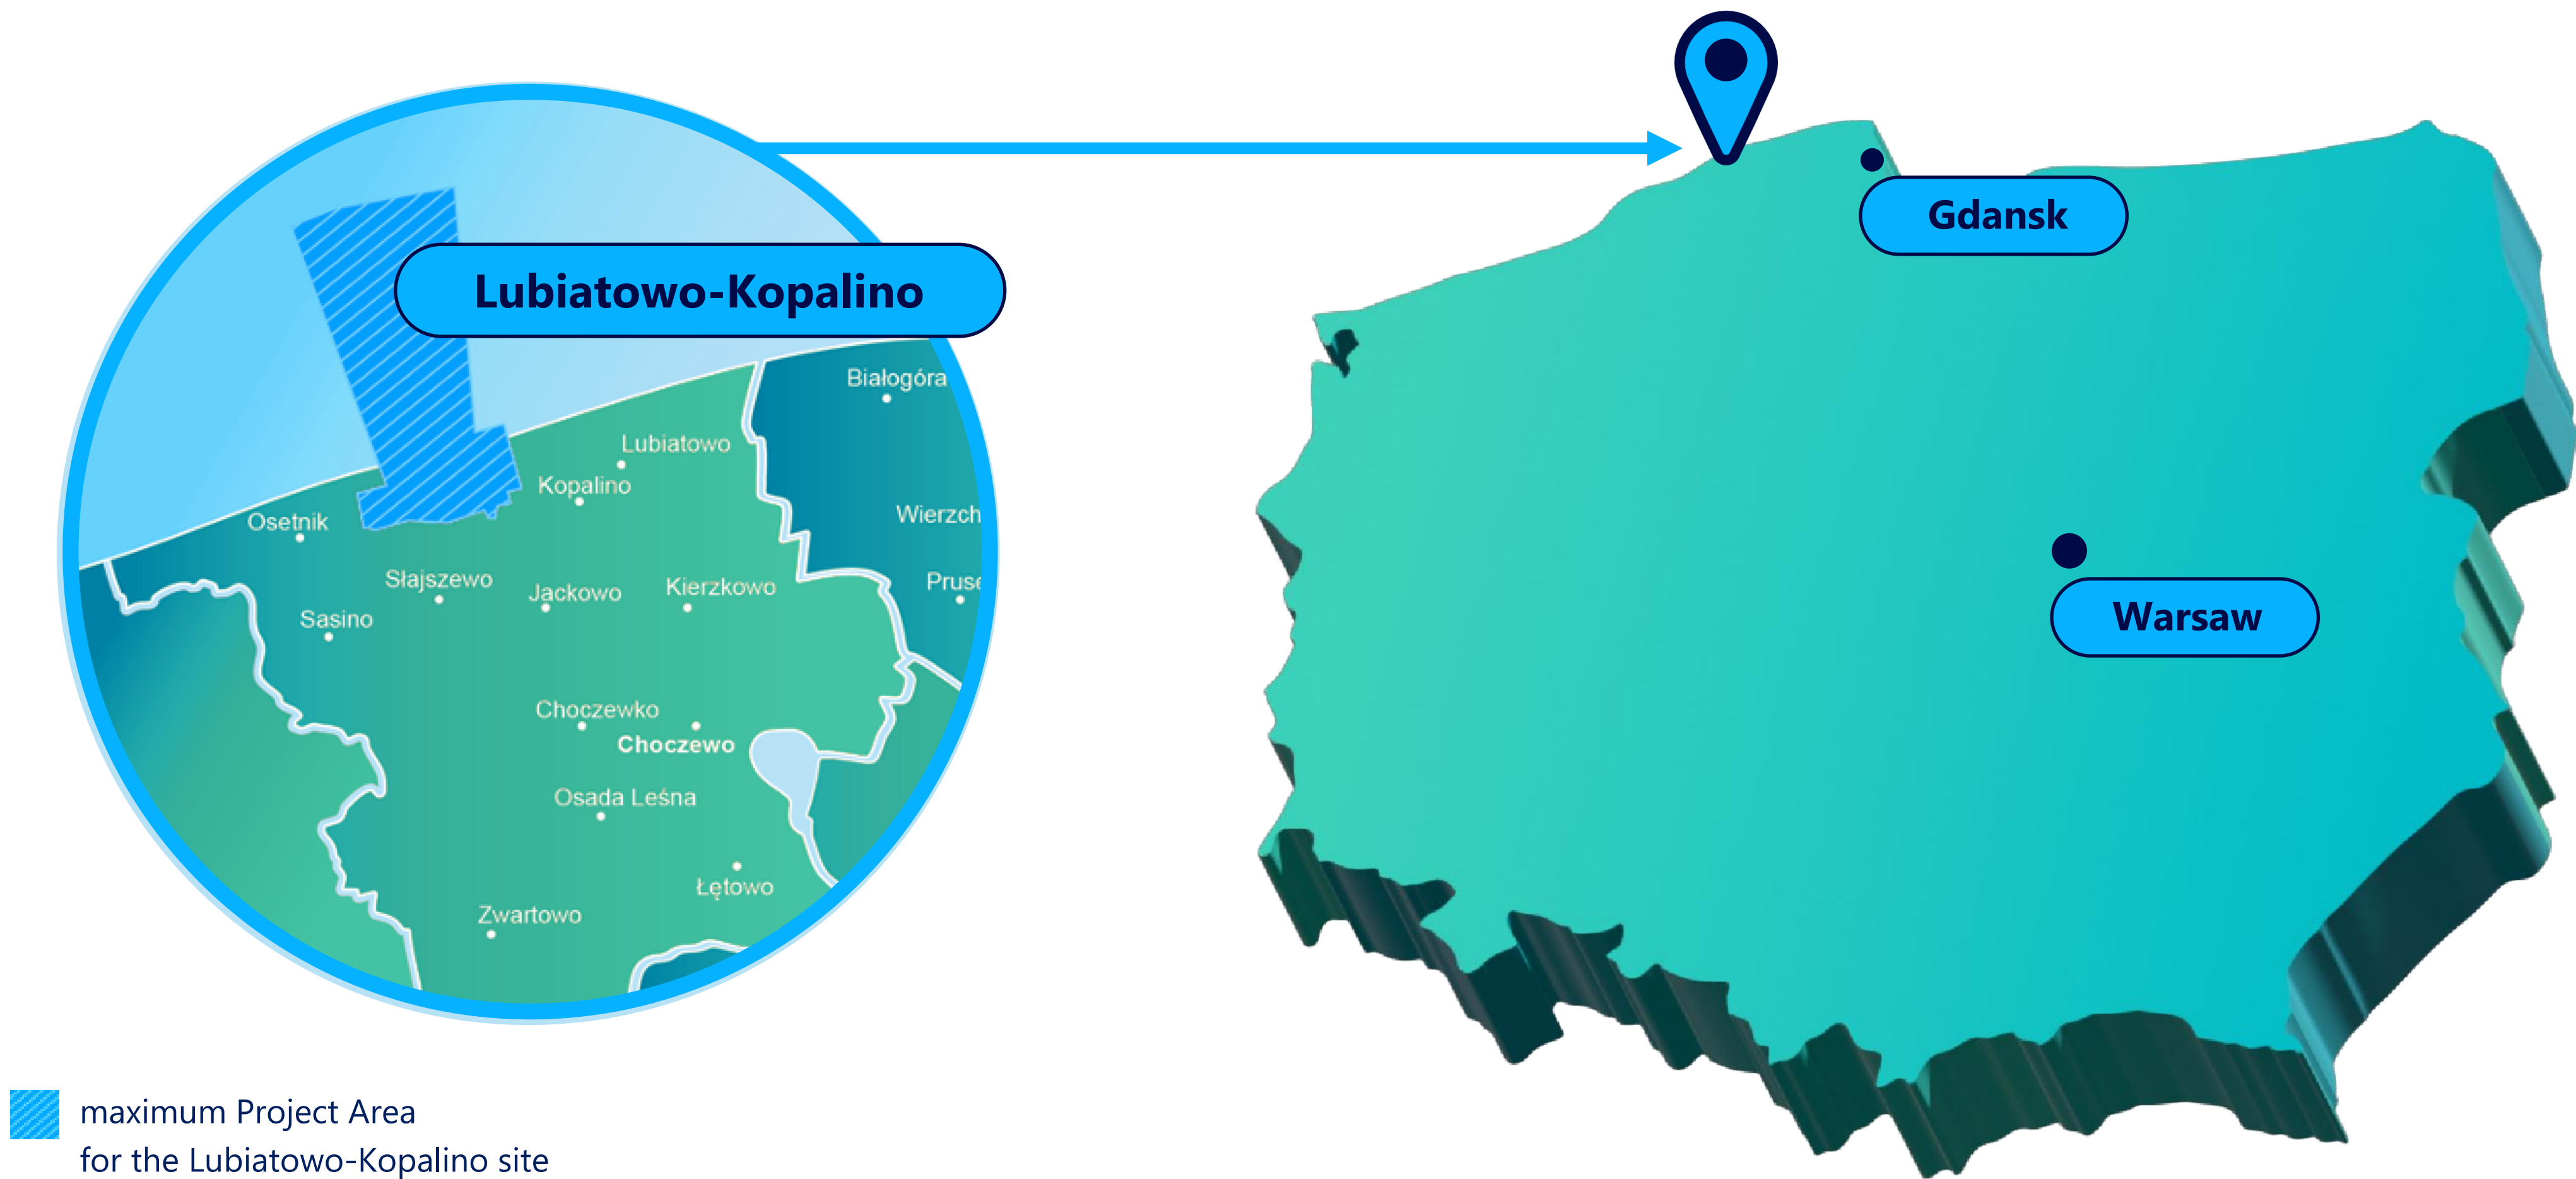 Gdansk
Lubiatowo-Kopalino
Białogóra
Lubiatowo
Kopalino
Wierzch
Osetnik
Słajszewo
Jackowo
Kierzkowo
Pruse
Sasino
Warsaw
Choczewko
Choczewo
Osada Leśna
Łętowo
Zwartowo
maximum Project Area
for the Lubiatowo-Kopalino site